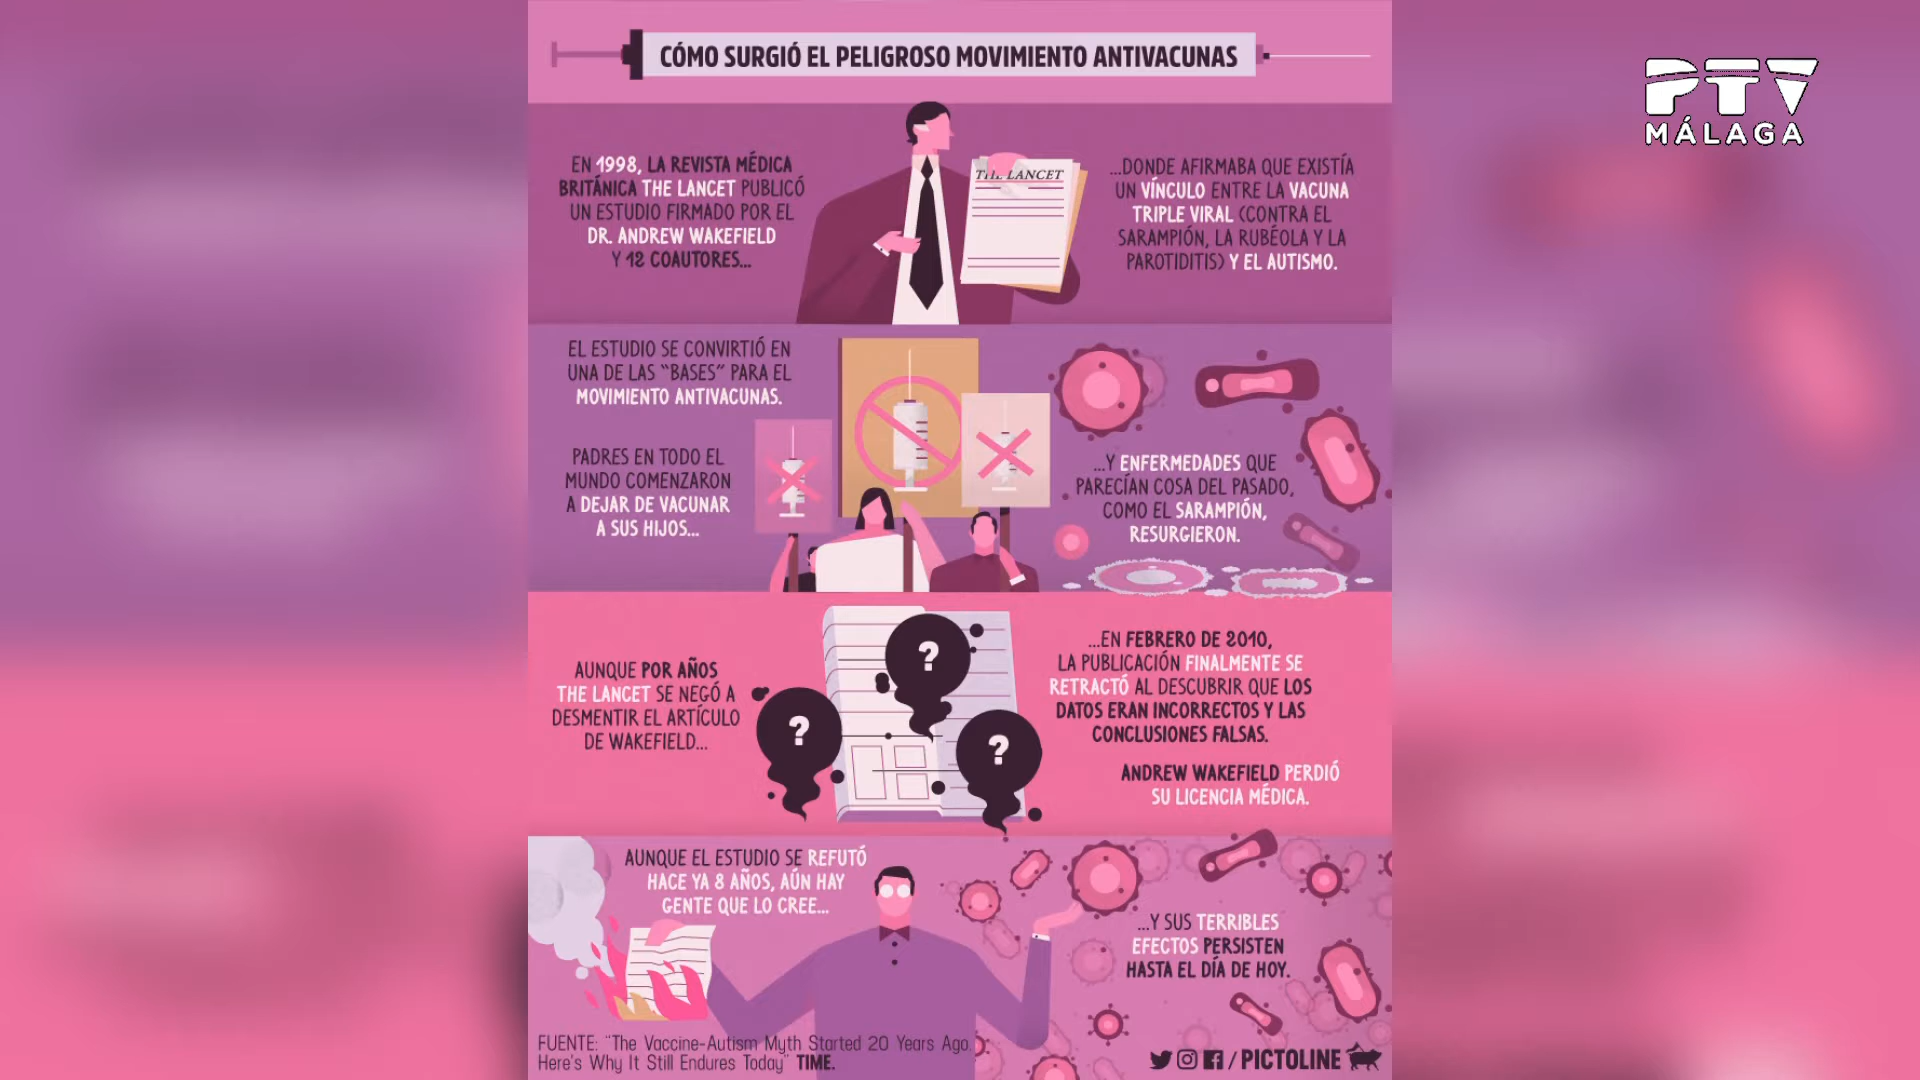 CÓMO SURGIÓ EL PELIGROSO MOVIMIENTO ANTIVACUNAS
PTV
MÁLAGA
EN 1998, LA REVISTA MÉDICA
BRITÁNICA THE LANCET PUBLICÓ
UN ESTUDIO FIRMADO POR EL
DR. ANDREW WAKEFIELD
Y 12 COAUTORES...
THE LANCET
...DONDE AFIRMABA QUE EXISTÍA
UN VÍNCULO ENTRE LA VACUNA
TRIPLE VIRAL (CONTRA EL
SARAMPIÓN, LA RUBÉOLA Y LA
PAROTIDITIS) Y EL AUTISMO.
EL ESTUDIO SE CONVIRTIÓ EN
UNA DE LAS “BASES” PARA EL
MOVIMIENTO ANTIVACUNAS.
PADRES EN TODO EL
MUNDO COMENZARON
A DEJAR DE VACUNAR
A SUS HIJOS...
...Y ENFERMEDADES QUE
PARECÍAN COSA DEL PASADO,
COMO EL SARAMPIÓN,
RESURGIERON.
AUNQUE POR AÑOS
THE LANCET SE NEGÓ A
DESMENTIR EL ARTÍCULO
DE WAKEFIELD...
?
?
?
...EN FEBRERO DE 2010,
LA PUBLICACIÓN FINALMENTE SE
RETRACTÓ AL DESCUBRIR QUE LOS
DATOS ERAN INCORRECTOS Y LAS
CONCLUSIONES FALSAS.
ANDREW WAKEFIELD PERDIÓ
SU LICENCIA MÉDICA.
AUNQUE EL ESTUDIO SE REFUTÓ
HACE YA 8 AÑOS, AÚN HAY
GENTE QUE LO CREE...
...Y SUS TERRIBLES
EFECTOS PERSISTEN
HASTA EL DÍA DE HOY.
FUENTE: "The Vaccine-Autism Myth Started 20 Years Ago.
Here's Why It Still Endures Today" TIME.
/ PICTOLINE